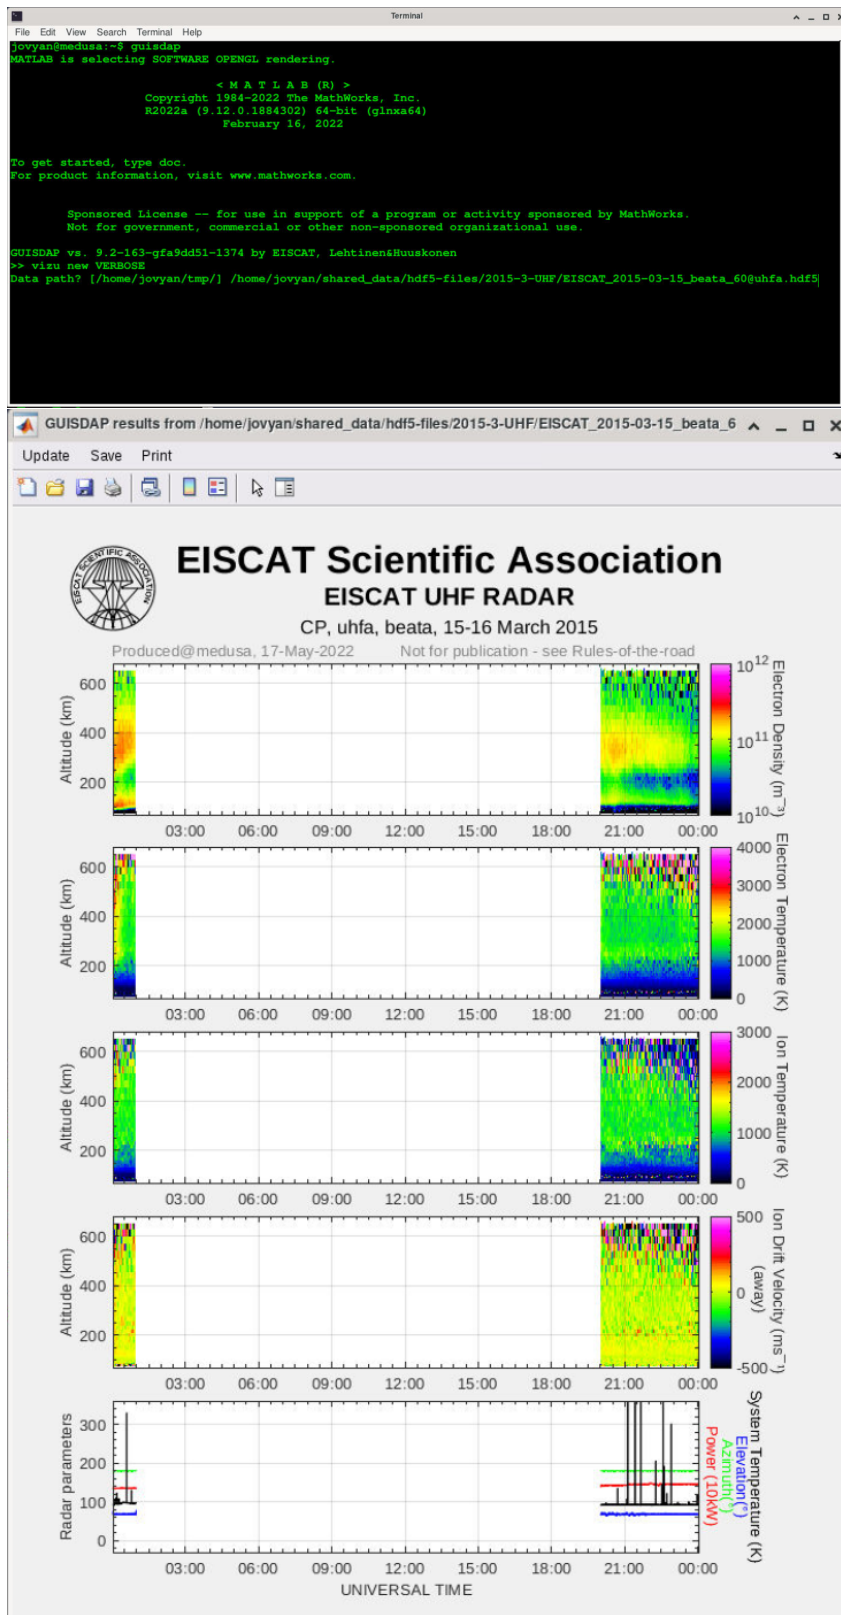 Terminal
File Edit View Search Terminal Help
jovyan@medusa:~$ guisdap
MATLAB is selecting SOFTWARE OPENGL rendering.
< M A T L A B (R) >
Copyright 1984-2022 The MathWorks, Inc.
R2022a (9.12.0.1884302) 64-bit (glnxa64)
February 16, 2022
To get started, type doc.
For product information, visit www.mathworks.com.
Sponsored License -- for use in support of a program or activity sponsored by MathWorks.
Not for government, commercial or other non-sponsored organizational use.
GUISDAP vs. 9.2-163-gfa9dd51-1374 by EISCAT, Lehtinen&Huuskonen
>> vizu new VERBOSE
Data path? [/home/jovyan/tmp/] /home/jovyan/shared_data/hdf5-files/2015-3-UHF/EISCAT_2015-03-15_beata_60@uhfa.hdf5
GUISDAP results from /home/jovyan/shared_data/hdf5-files/2015-3-UHF/EISCAT_2015-03-15_beata_6
Update Save Print
EISCAT SCIENTIFIC ASSOCIATION
EISCAT Scientific Association
EISCAT UHF RADAR
CP, uhfa, beata, 15-16 March 2015
Produced@medusa, 17-May-2022 Not for publication - see Rules-of-the-road
Altitude (km)
600
400
200
10¹²
10¹¹
10¹⁰
Electron Density (m⁻³)
03:00 06:00 09:00 12:00 15:00 18:00 21:00 00:00
Altitude (km)
600
400
200
4000
3000
2000
1000
0
Electron Temperature (K)
03:00 06:00 09:00 12:00 15:00 18:00 21:00 00:00
Altitude (km)
600
400
200
3000
2000
1000
0
Ion Temperature (K)
03:00 06:00 09:00 12:00 15:00 18:00 21:00 00:00
Altitude (km)
600
400
200
500
0
-500
Ion Drift Velocity (ms⁻¹)
(away)
03:00 06:00 09:00 12:00 15:00 18:00 21:00 00:00
Radar parameters
300
200
100
0
System Temperature (K)
Elevation(°)
Azimuth(°)
Power (10kW)
03:00 06:00 09:00 12:00 15:00 18:00 21:00 00:00
UNIVERSAL TIME